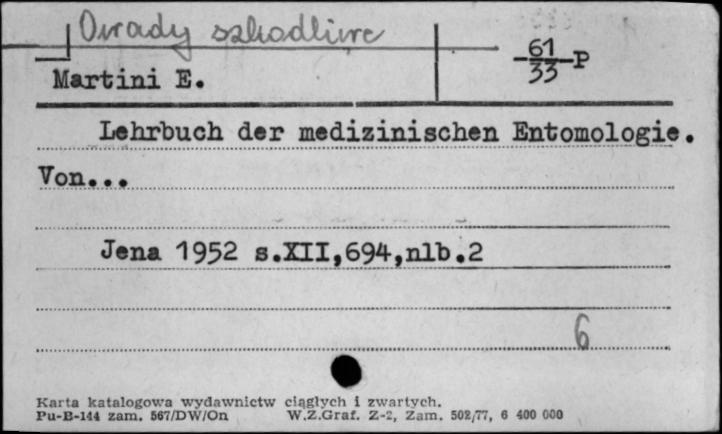 Owady szkodliwe
-61/33-P
Martini E.
Lehrbuch der medizinischen Entomologie.
Von...
Jena 1952 s.XII,694,nlb.2
6
Karta katalogowa wydawnictw ciągłych i zwartych.
Pu-B-144 zam. 567/DW/On W.Z.Graf. Z-2, Zam. 502/77, 6 400 000